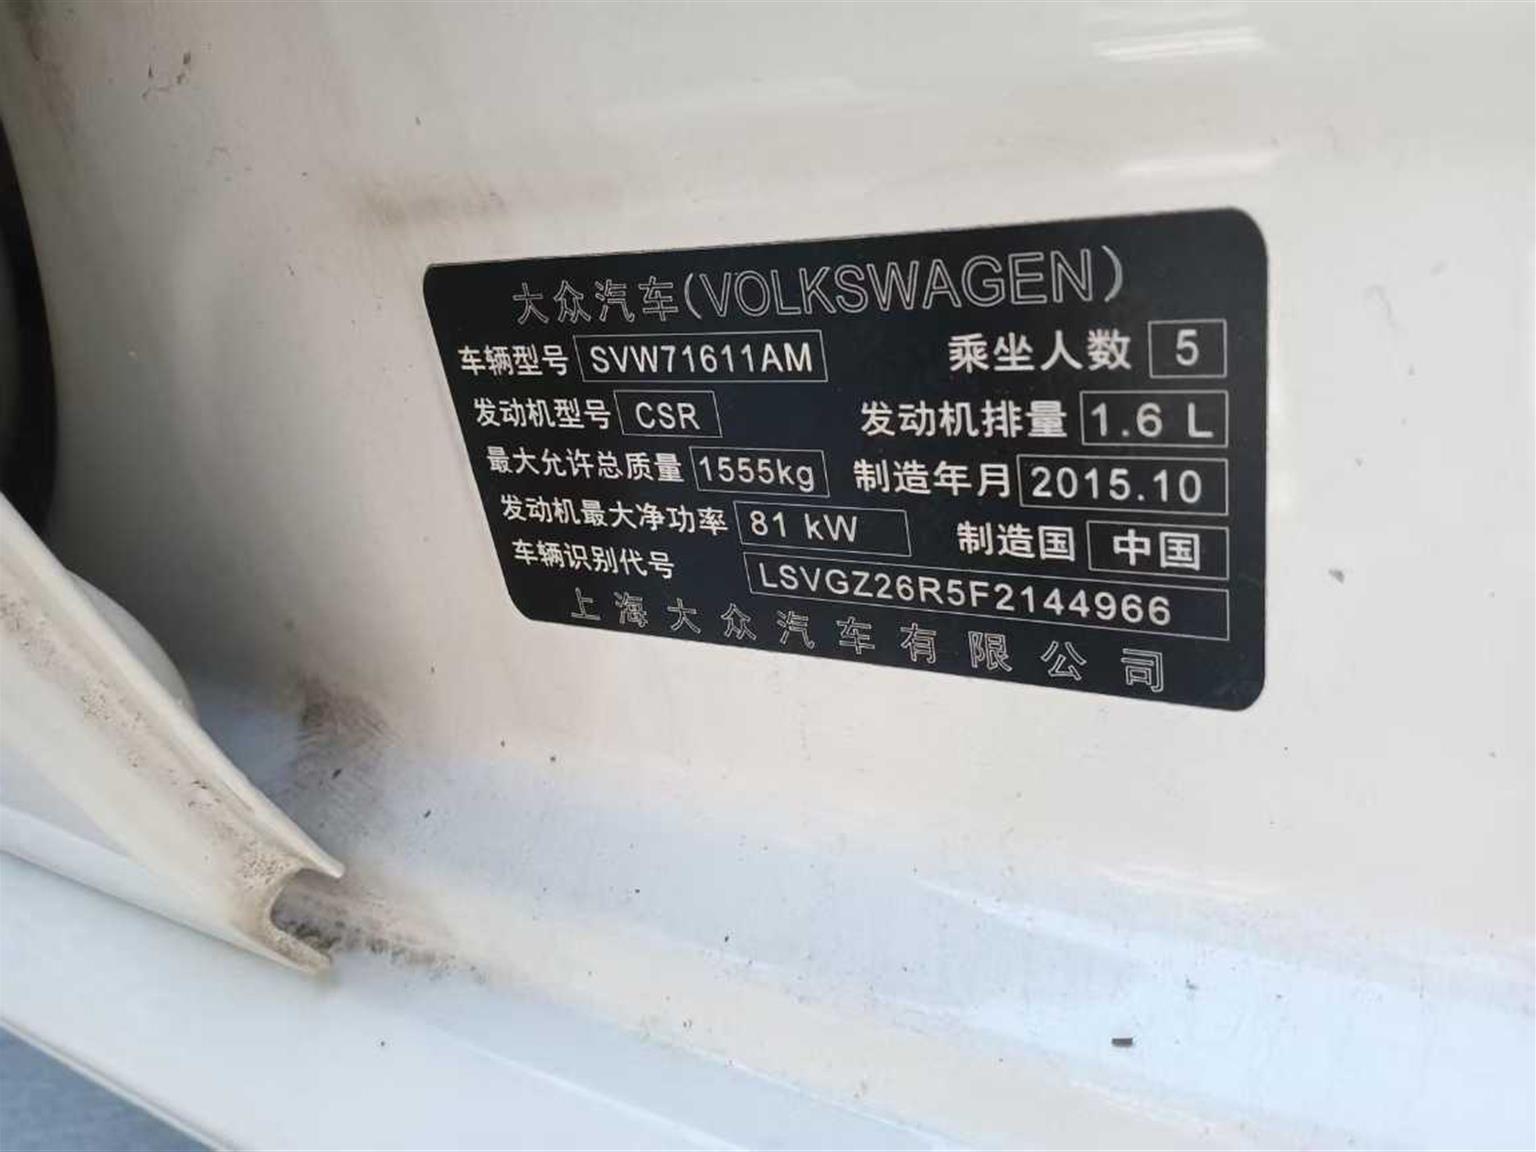 大众汽车(VOLKSWAGEN)
车辆型号 SVW71611AM 乘坐人数 5
发动机型号 CSR 发动机排量 1.6 L
最大允许总质量 1555kg 制造年月 2015.10
发动机最大净功率 81 kW 制造国 中国
车辆识别代号 LSVGZ26R5F2144966
上海大众汽车有限公司